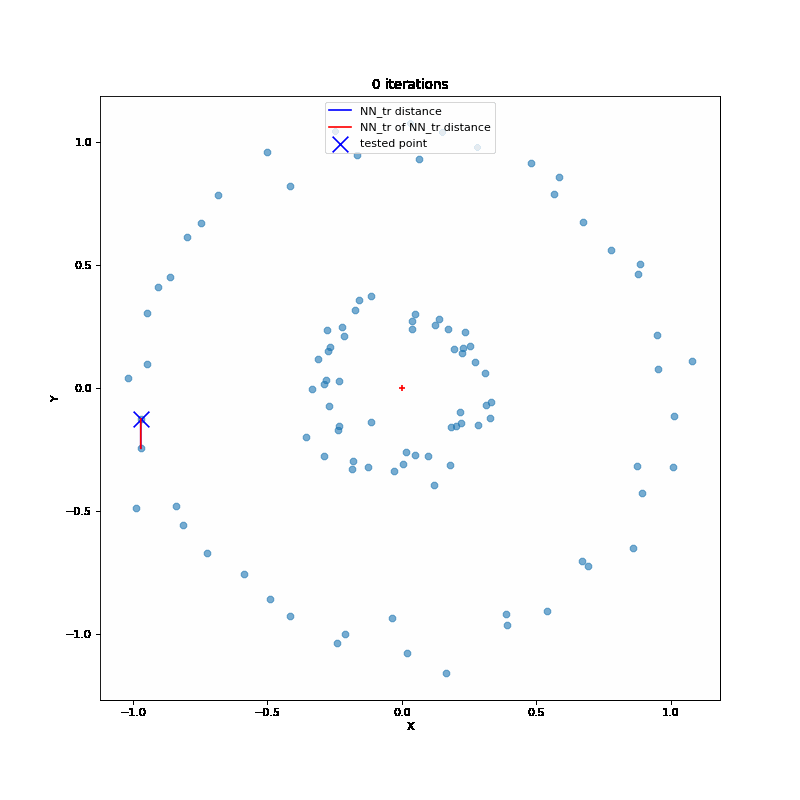 0 iterations
NN_tr distance
NN_tr of NN_tr distance
tested point
1.0
0.5
0.0
−0.5
−1.0
Y
−1.0 −0.5 0.0 0.5 1.0
X